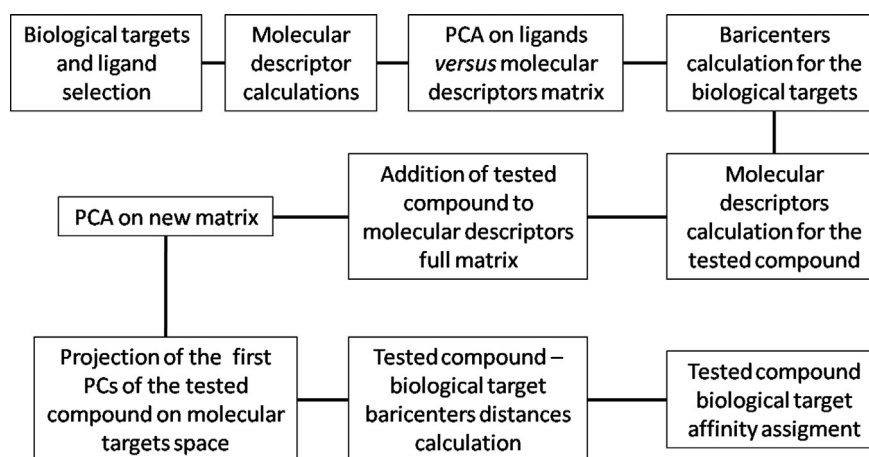 Biological targets
and ligand
selection
Molecular
descriptor
calculations
PCA on ligands
versus molecular
descriptors matrix
Baricenters
calculation for the
biological targets
Molecular
descriptors
calculation for the
tested compound
Addition of tested
compound to
molecular descriptors
full matrix
PCA on new matrix
Projection of the first
PCs of the tested
compound on molecular
targets space
Tested compound –
biological target
baricenters distances
calculation
Tested compound
biological target
affinity assigment